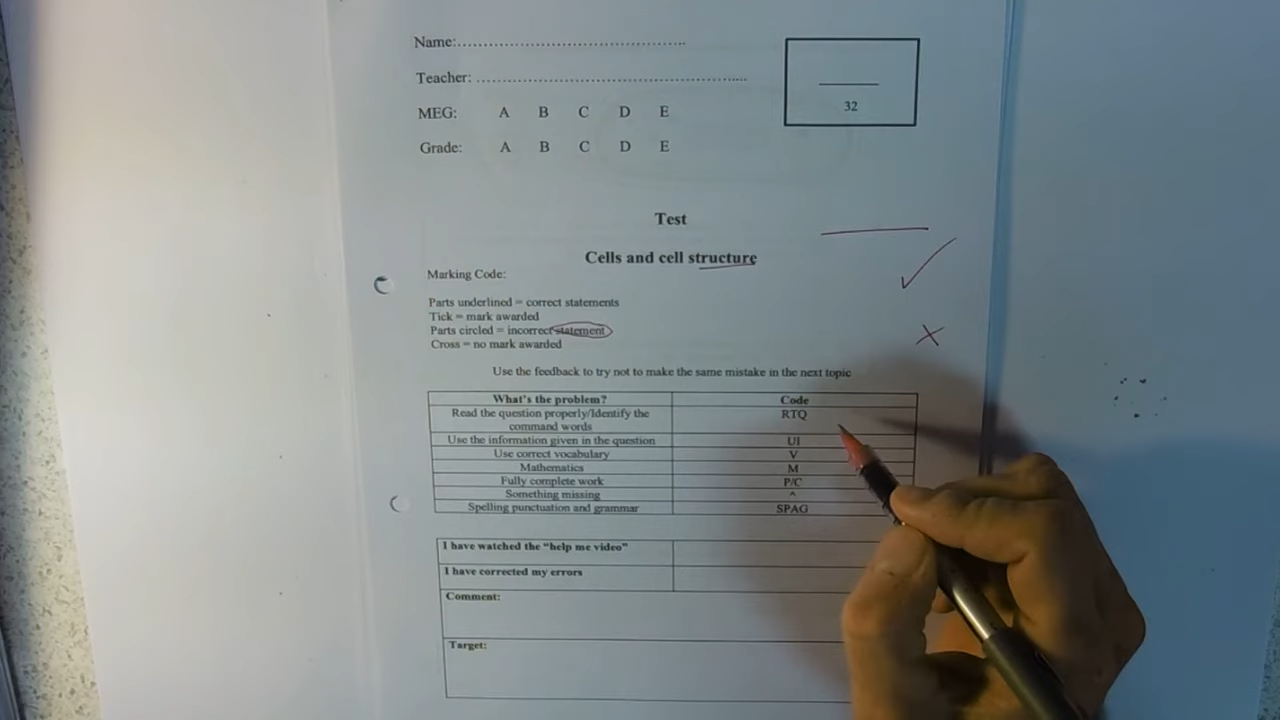 Name:............................................
Teacher: ......................................................
MEG: A B C D E
Grade: A B C D E
32
Test
Cells and cell structure
Marking Code:
Parts underlined = correct statements
Tick = mark awarded
Parts circled = incorrect statement
Cross = no mark awarded
Use the feedback to try not to make the same mistake in the next topic
What's the problem? Code
Read the question properly/Identify the command words RTQ
Use the information given in the question UI
Use correct vocabulary V
Mathematics M
Fully complete work P/C
Something missing ^
Spelling punctuation and grammar SPAG
I have watched the "help me video"
I have corrected my errors
Comment:
Target: